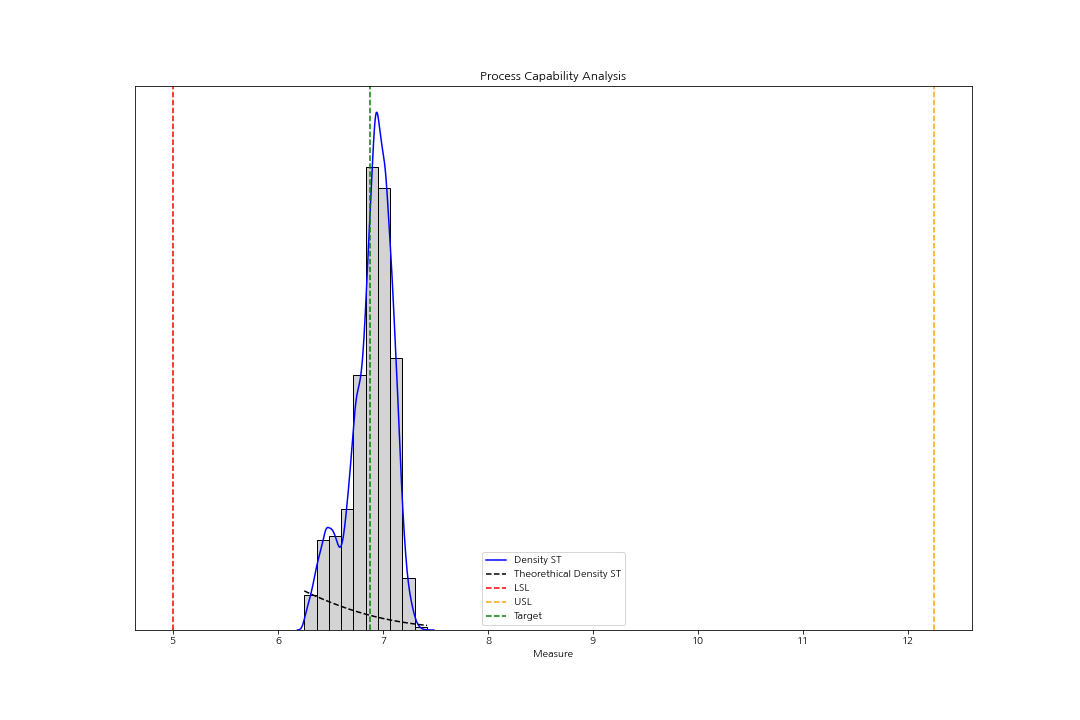 Process Capability Analysis
Density ST
Theorethical Density ST
LSL
USL
Target
5 6 7 8 9 10 11 12
Measure